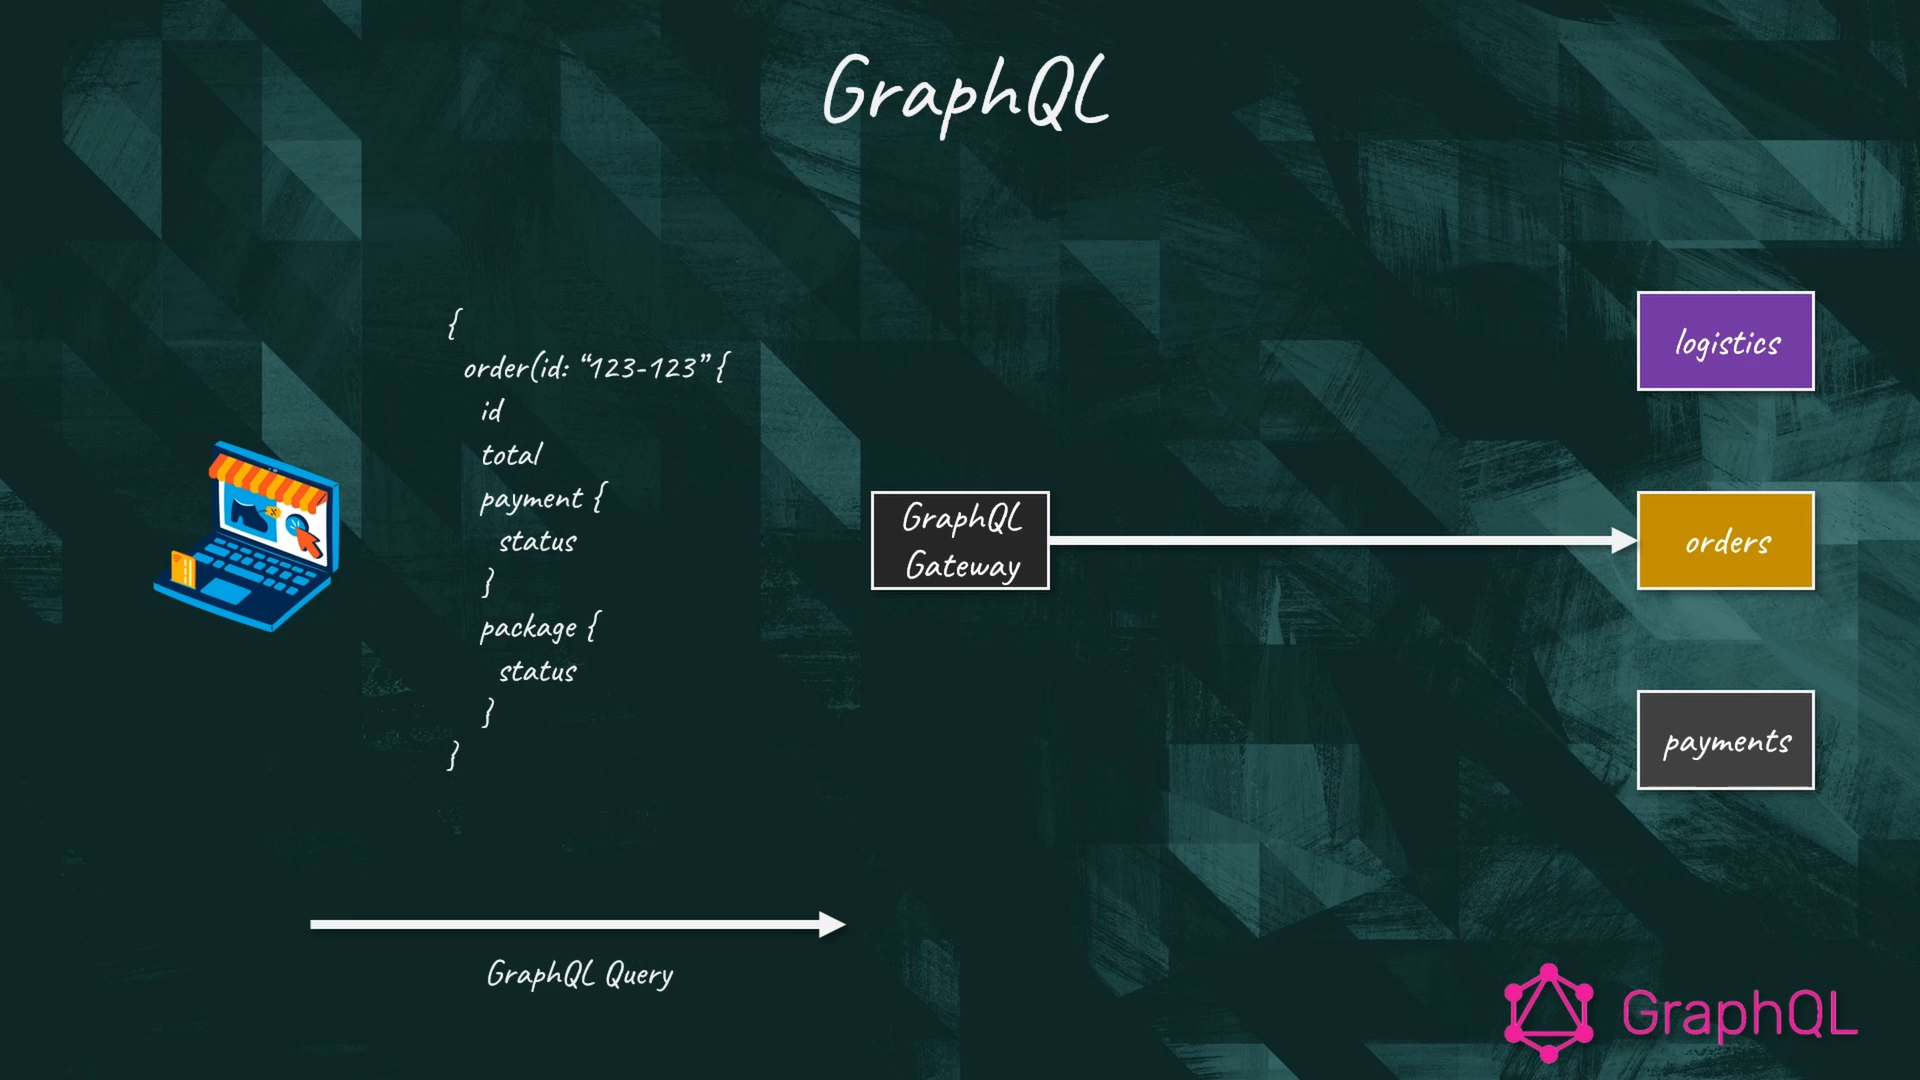 GraphQL
{
order(id: “123-123” {
id
total
payment {
status
}
package {
status
}
}
GraphQL Query
GraphQL
Gateway
logistics
orders
payments
GraphQL